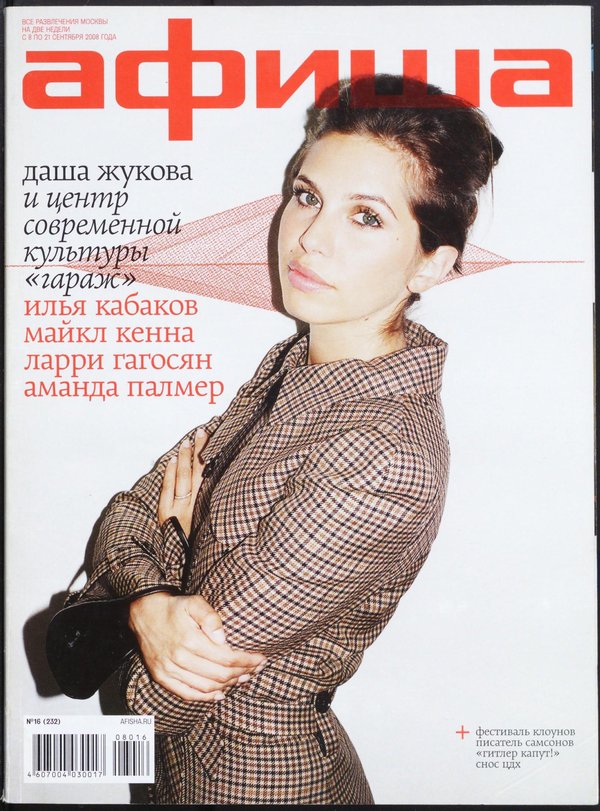 ВСЕ РАЗВЛЕЧЕНИЯ МОСКВЫ
НА ДВЕ НЕДЕЛИ
С 8 ПО 21 СЕНТЯБРЯ 2008 ГОДА
афиша
даша жукова
и центр
современной
культуры
«гараж»
илья кабаков
майкл кенна
ларри гагосян
аманда палмер
№16 (232)
AFISHA.RU
08016
4 607004 030017
+ фестиваль клоунов
писатель самсонов
«гитлер капут!»
снос цдх